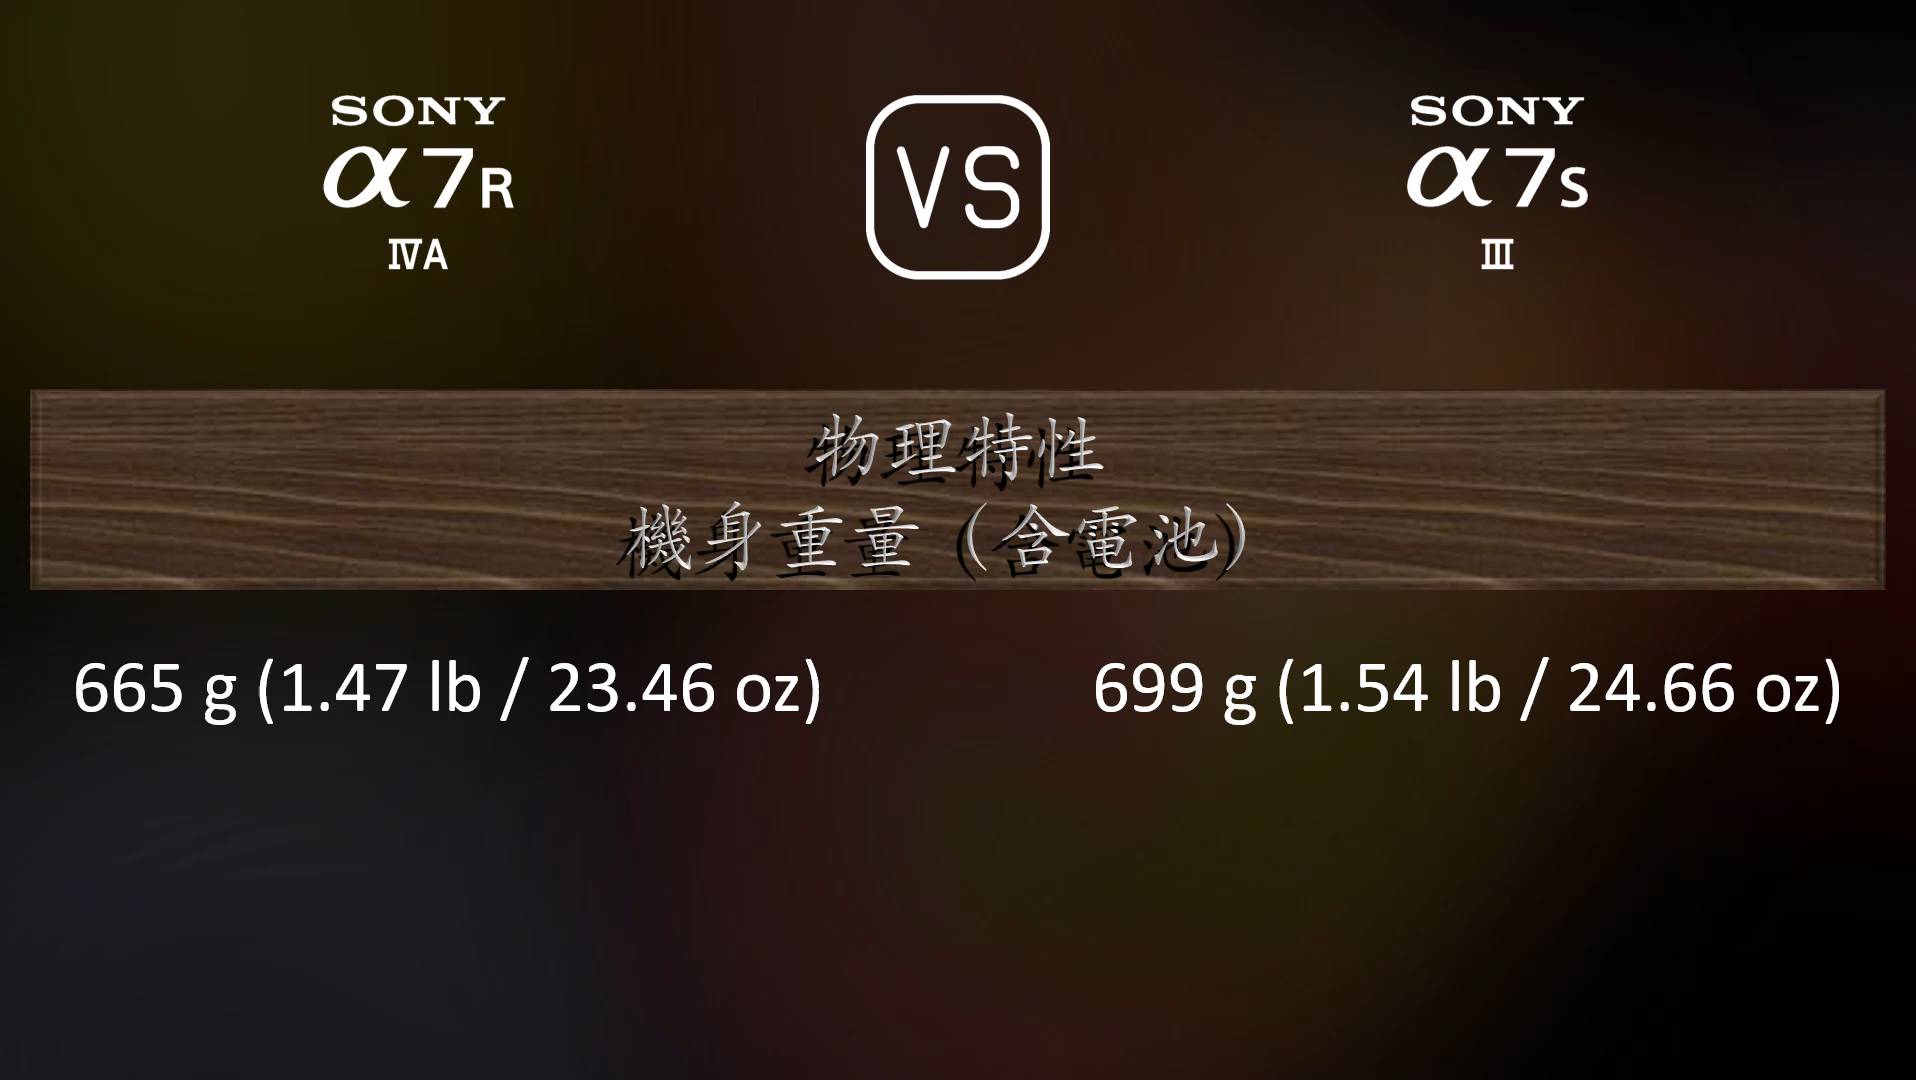 SONY
α7R
IVA
VS
SONY
α7S
III
物理特性
機身重量（含電池）
665 g (1.47 lb / 23.46 oz)
699 g (1.54 lb / 24.66 oz)